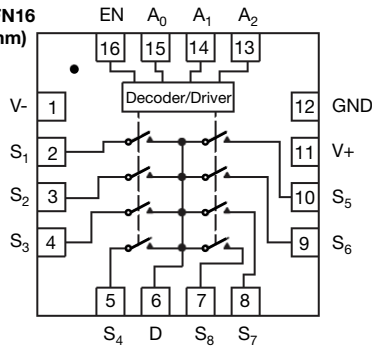 FN16 EN A0 A1 A2
nm)
16 15 14 13
Decoder/Driver
V- 1 12 GND
S1 2 11 V+
S2 3 10 S5
S3 4 9 S6
5 6 7 8
S4 D S8 S7